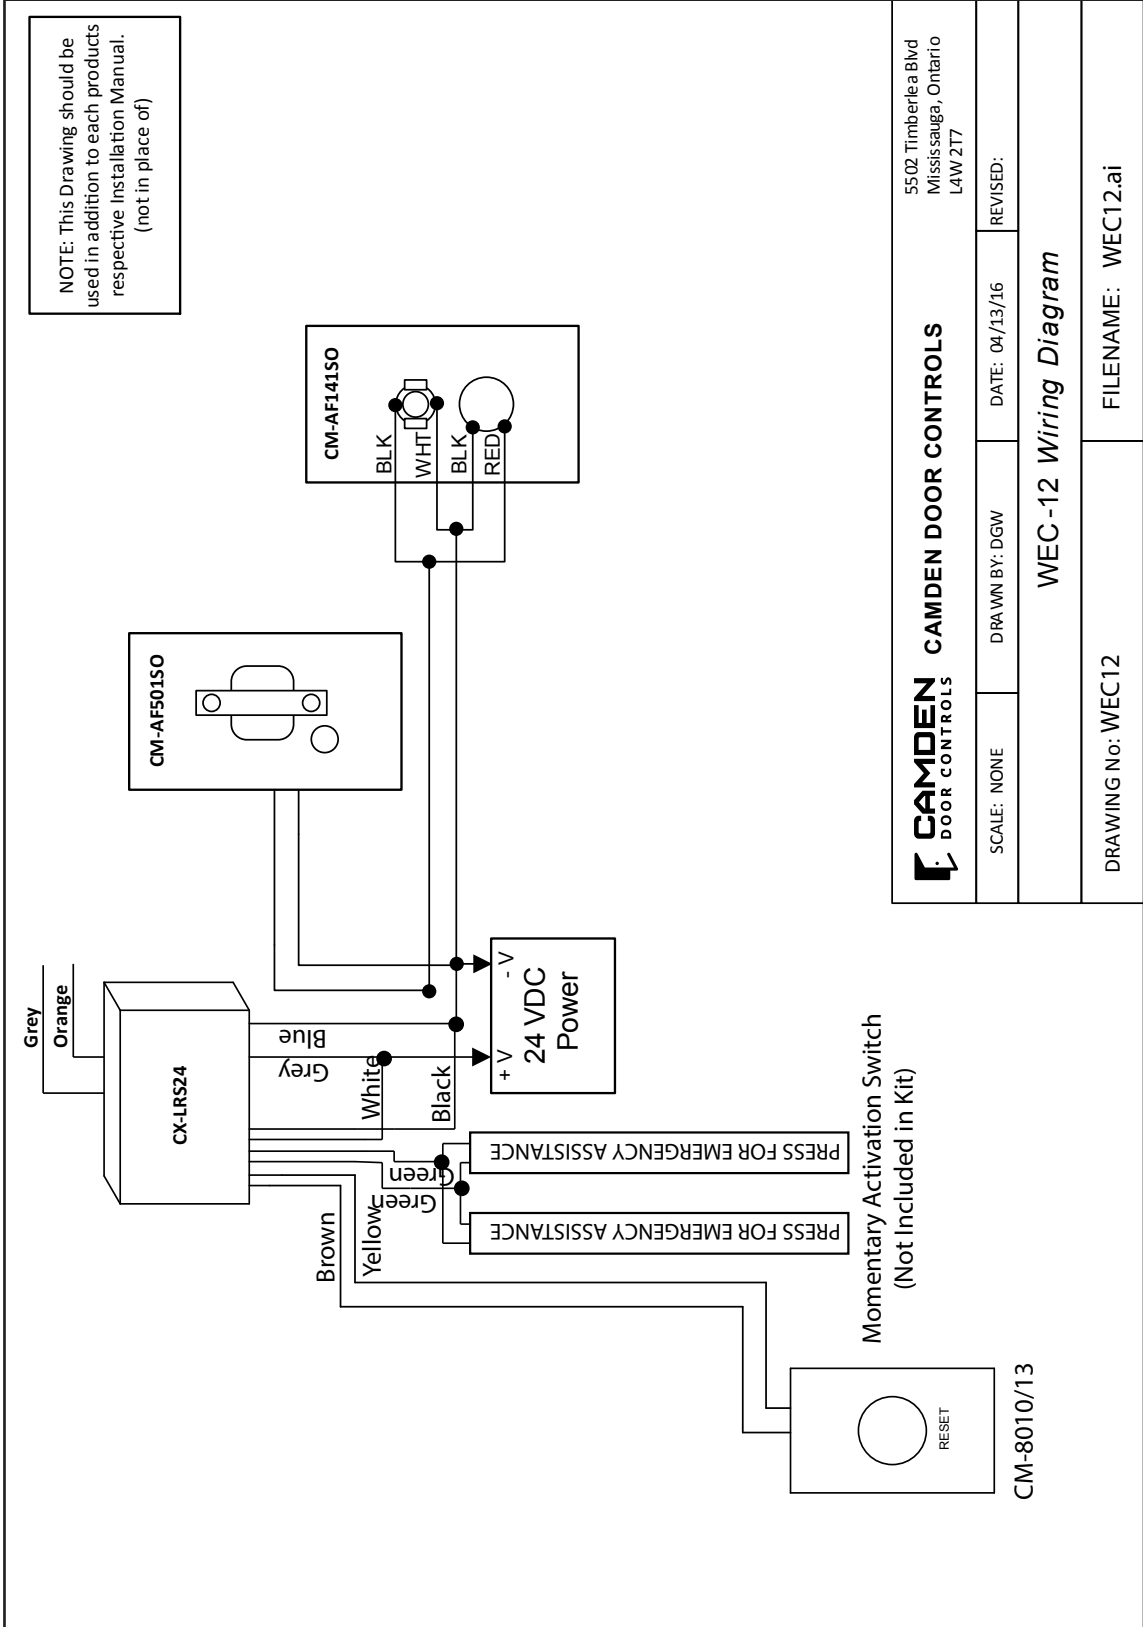 NOTE: This Drawing should be
used in addition to each products
respective Installation Manual.
(not in place of)
Grey
Orange
CX-LRS24
CM-AF501SO
CM-AF141SO
BLK
WHT
BLK
RED
Blue
Grey
White
Black
Green
Green
Brown
Yellow
+ V
- V
24 VDC
Power
PRESS FOR EMERGENCY ASSISTANCE
PRESS FOR EMERGENCY ASSISTANCE
Momentary Activation Switch
(Not Included in Kit)
RESET
CM-8010/13
CAMDEN
DOOR CONTROLS
CAMDEN DOOR CONTROLS
5502 Timberlea Blvd
Mississauga, Ontario
L4W 2T7
SCALE: NONE
DRAWN BY: DGW
DATE: 04/13/16
REVISED:
WEC-12 Wiring Diagram
DRAWING No: WEC12
FILENAME: WEC12.ai